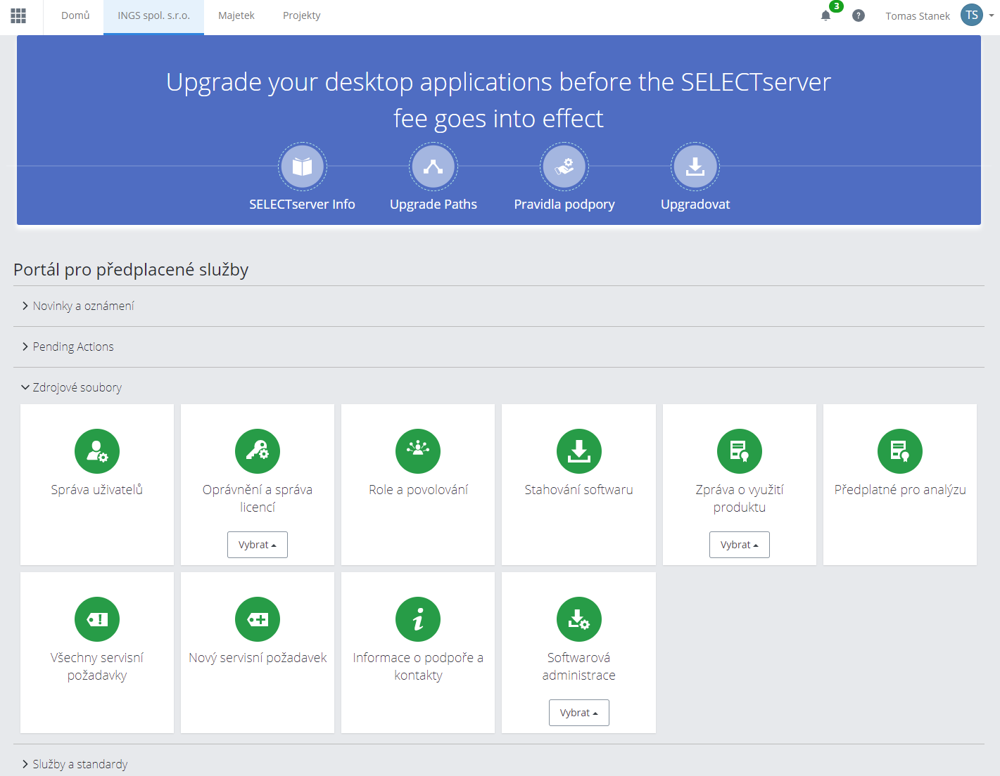 Domů
INGS spol. s.r.o.
Majetek
Projekty
3
?
Tomas Stanek
TS
Upgrade your desktop applications before the SELECTserver
fee goes into effect
SELECTserver Info
Upgrade Paths
Pravidla podpory
Upgradovat
Portál pro předplacené služby
Novinky a oznámení
Pending Actions
Zdrojové soubory
Správa uživatelů
Oprávnění a správa
licencí
Vybrat
Role a povolování
Stahování softwaru
Zpráva o využití
produktu
Vybrat
Předplatné pro analýzu
Všechny servisní
požadavky
Nový servisní požadavek
Informace o podpoře a
kontakty
Softwarová
administrace
Vybrat
Služby a standardy